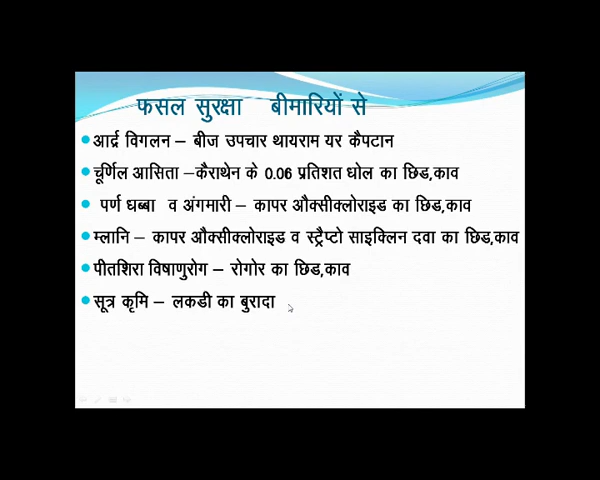 फसल सुरक्षा बीमारियों से
आर्द्र विगलन – बीज उपचार थायराम यर कैपटान
चूर्णिल आसिता –कैराथेन के 0.06 प्रतिशत घोल का छिड,काव
पर्ण धब्बा व अंगमारी – कापर औक्सीक्लोराइड का छिड,काव
म्लानि – कापर औक्सीक्लोराइड व स्ट्रैप्टो साइक्लिन दवा का छिड,काव
पीतशिरा विषाणुरोग – रोगोर का छिड,काव
सूत्र कृमि – लकडी का बुरादा